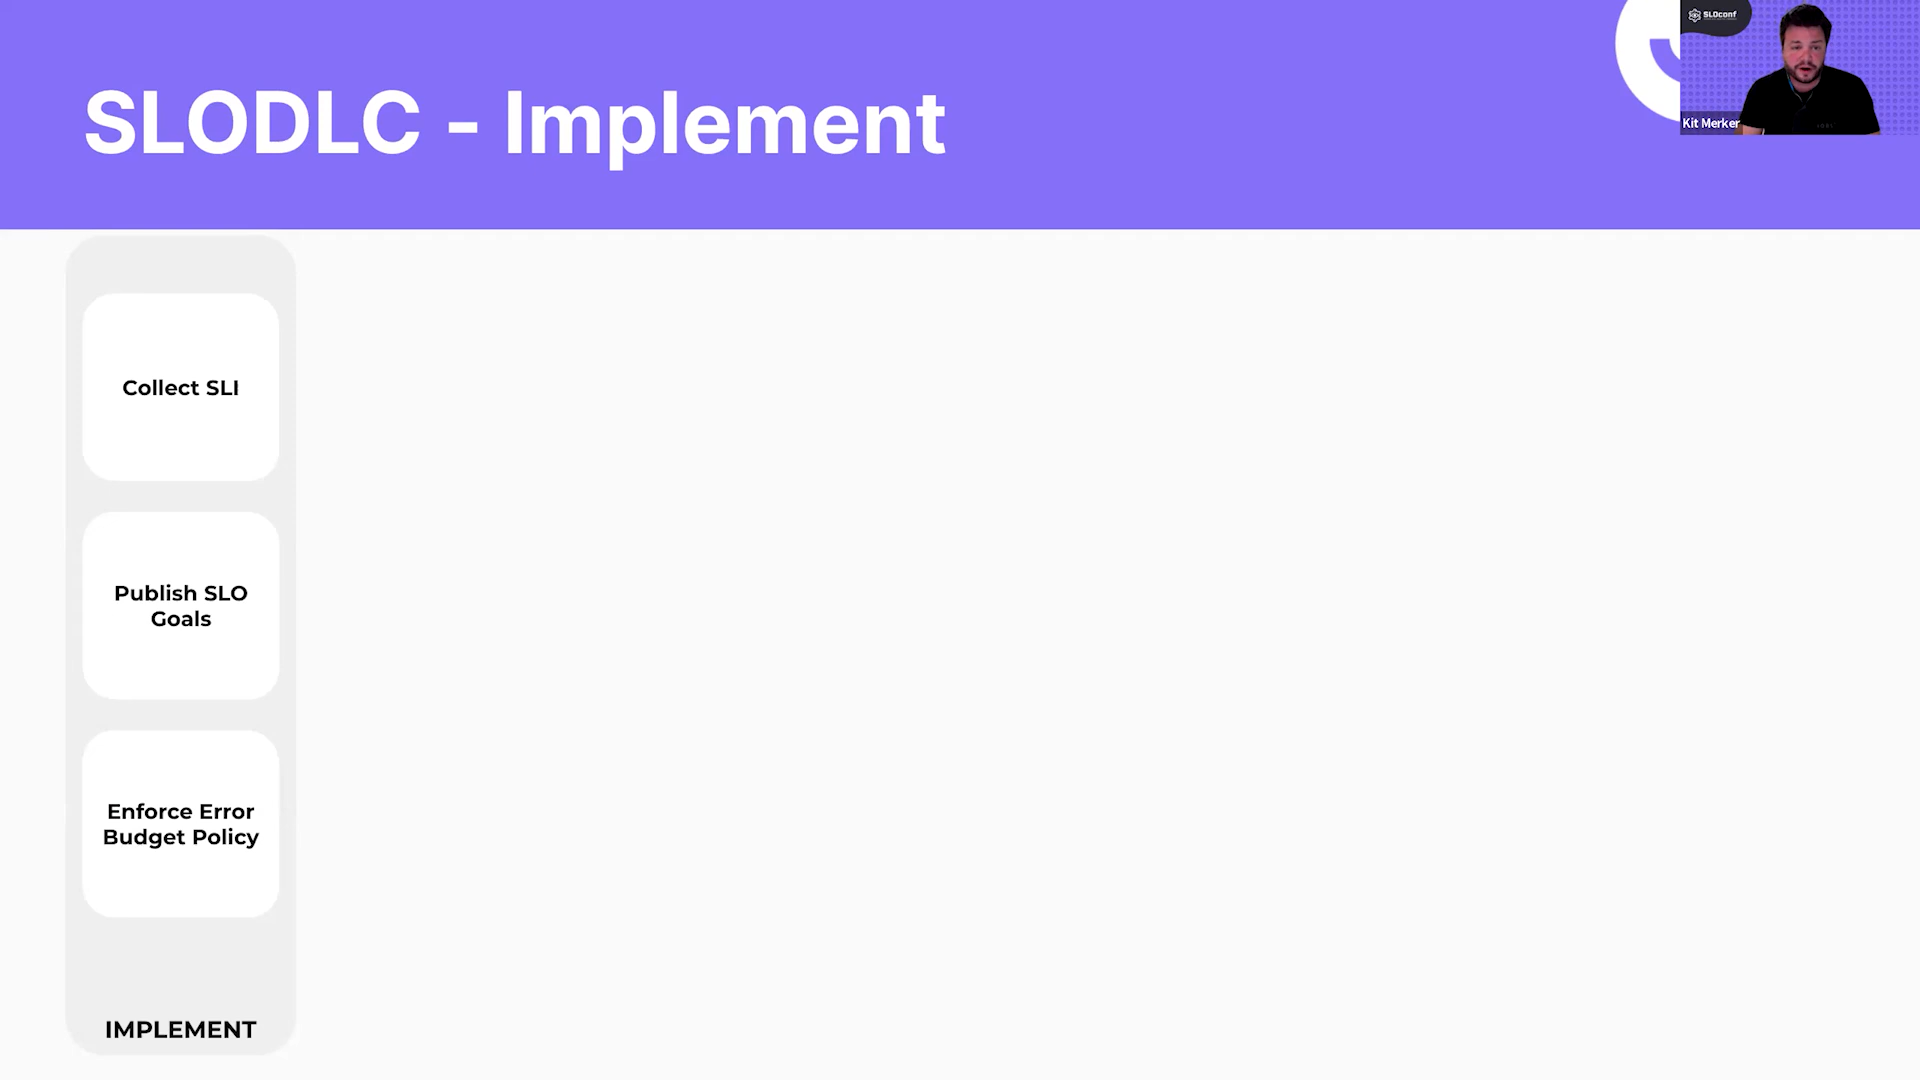 SLODLC - Implement
SLOconf
Kit Merker
Collect SLI
Publish SLO
Goals
Enforce Error
Budget Policy
IMPLEMENT